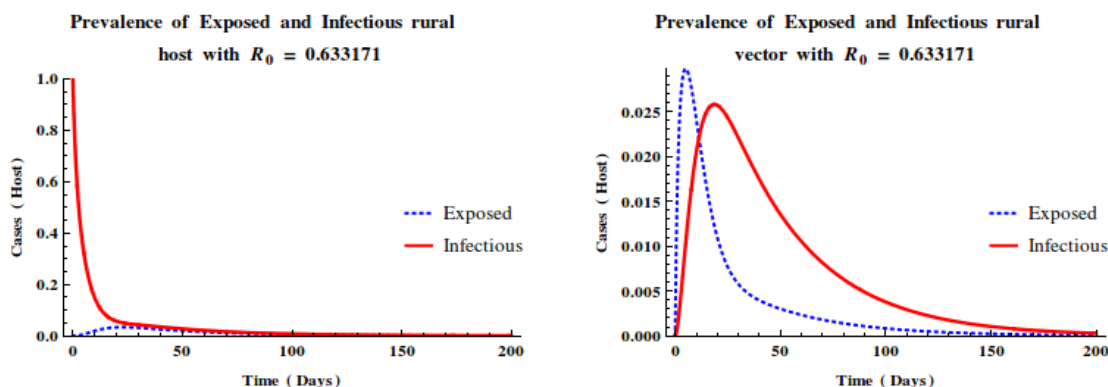 Prevalence of Exposed and Infectious rural
host with R0 = 0.633171
Cases ( Host )
1.0
0.8
0.6
0.4
0.2
0.0
0
50
100
150
200
Time ( Days )
Exposed
Infectious
Prevalence of Exposed and Infectious rural
vector with R0 = 0.633171
Cases ( Host )
0.025
0.020
0.015
0.010
0.005
0.000
0
50
100
150
200
Time ( Days )
Exposed
Infectious